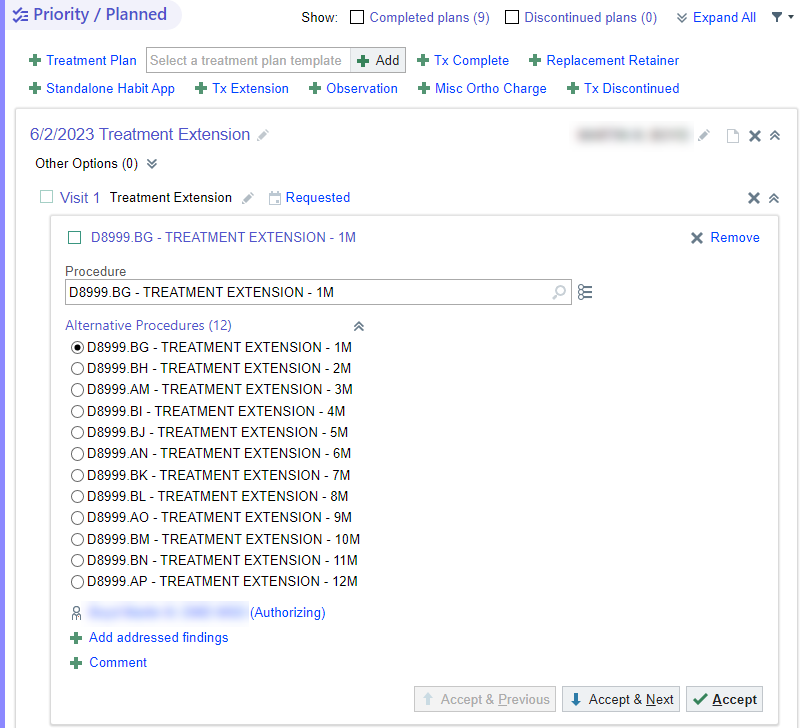 Priority / Planned
Show: Completed plans (9) Discontinued plans (0) Expand All
Treatment Plan Select a treatment plan template Add Tx Complete Replacement Retainer
Standalone Habit App Tx Extension Observation Misc Ortho Charge Tx Discontinued
6/2/2023 Treatment Extension
Other Options (0)
Visit 1 Treatment Extension Requested
D8999.BG - TREATMENT EXTENSION - 1M Remove
Procedure
D8999.BG - TREATMENT EXTENSION - 1M
Alternative Procedures (12)
D8999.BG - TREATMENT EXTENSION - 1M
D8999.BH - TREATMENT EXTENSION - 2M
D8999.AM - TREATMENT EXTENSION - 3M
D8999.BI - TREATMENT EXTENSION - 4M
D8999.BJ - TREATMENT EXTENSION - 5M
D8999.AN - TREATMENT EXTENSION - 6M
D8999.BK - TREATMENT EXTENSION - 7M
D8999.BL - TREATMENT EXTENSION - 8M
D8999.AO - TREATMENT EXTENSION - 9M
D8999.BM - TREATMENT EXTENSION - 10M
D8999.BN - TREATMENT EXTENSION - 11M
D8999.AP - TREATMENT EXTENSION - 12M
(Authorizing)
Add addressed findings
Comment
Accept & Previous Accept & Next Accept